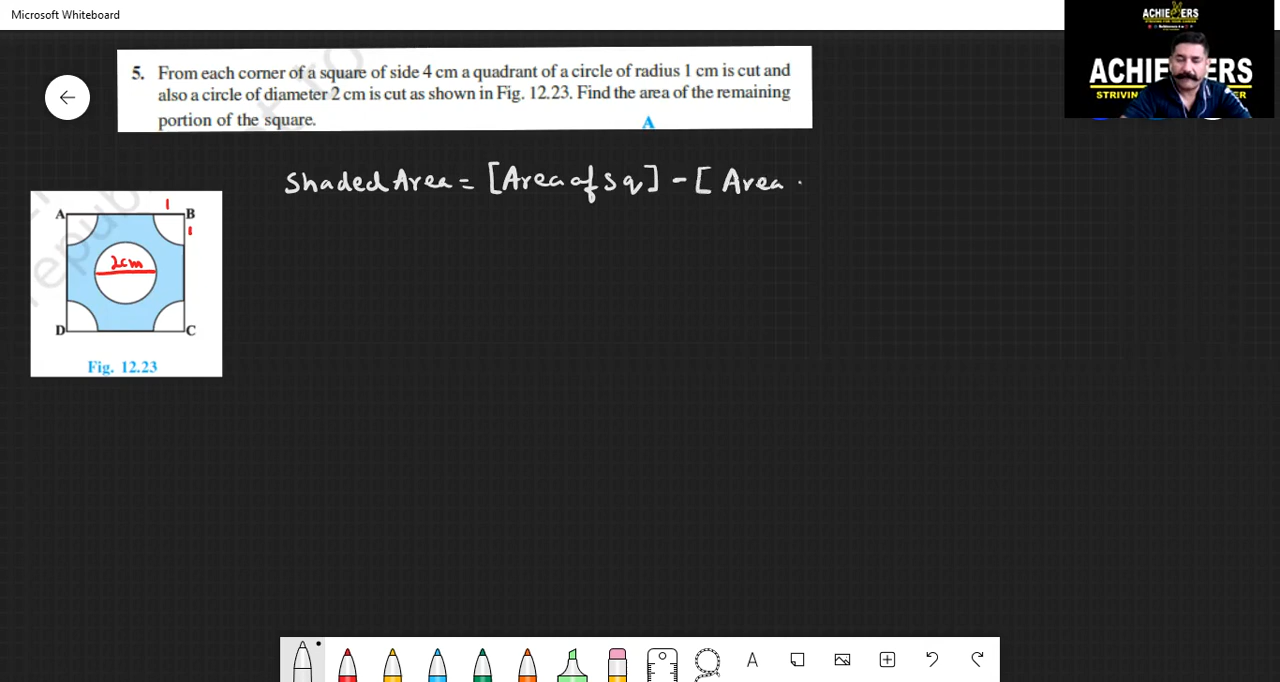 Microsoft Whiteboard
ACHIEVERS
ACHIE ERS
STRIVIN ER
5. From each corner of a square of side 4 cm a quadrant of a circle of radius 1 cm is cut and
also a circle of diameter 2 cm is cut as shown in Fig. 12.23. Find the area of the remaining
portion of the square.
A
Shaded Area = [Area of sq] - [ Area
1
A B
1
2cm
D C
Fig. 12.23
A